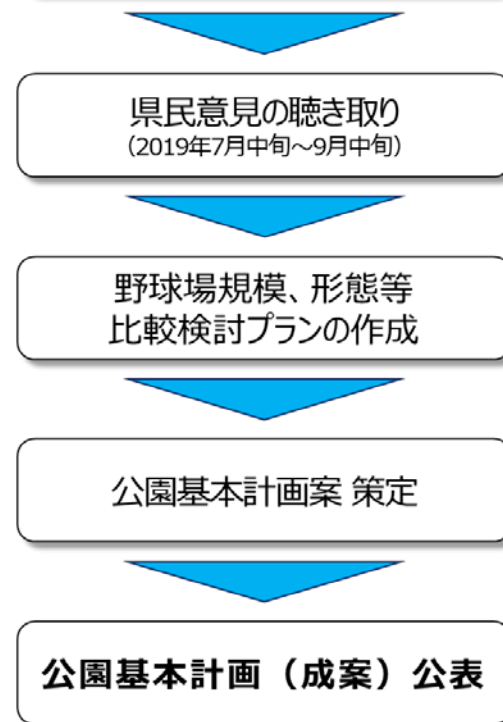 県民意見の聴き取り
（2019年7月中旬～9月中旬）
野球場規模、形態等
比較検討プランの作成
公園基本計画案 策定
公園基本計画（成案）公表